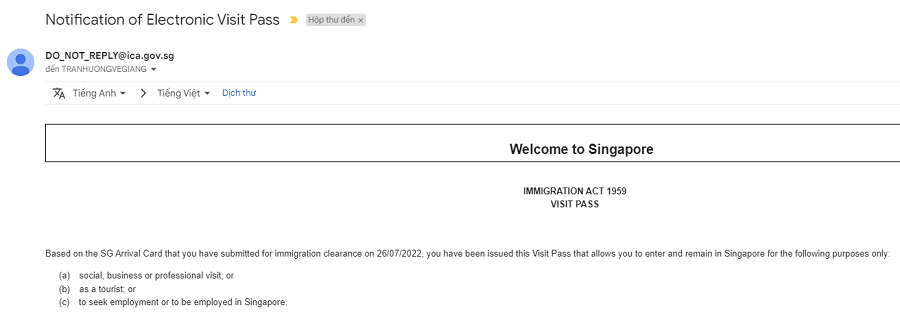 Notification of Electronic Visit Pass Hộp thư đến ×
DO_NOT_REPLY@ica.gov.sg
đến TRANHUONGVEGIANG
Tiếng Anh > Tiếng Việt Dịch thư
Welcome to Singapore
IMMIGRATION ACT 1959
VISIT PASS
Based on the SG Arrival Card that you have submitted for immigration clearance on 26/07/2022, you have been issued this Visit Pass that allows you to enter and remain in Singapore for the following purposes only:
(a) social, business or professional visit; or
(b) as a tourist; or
(c) to seek employment or to be employed in Singapore.